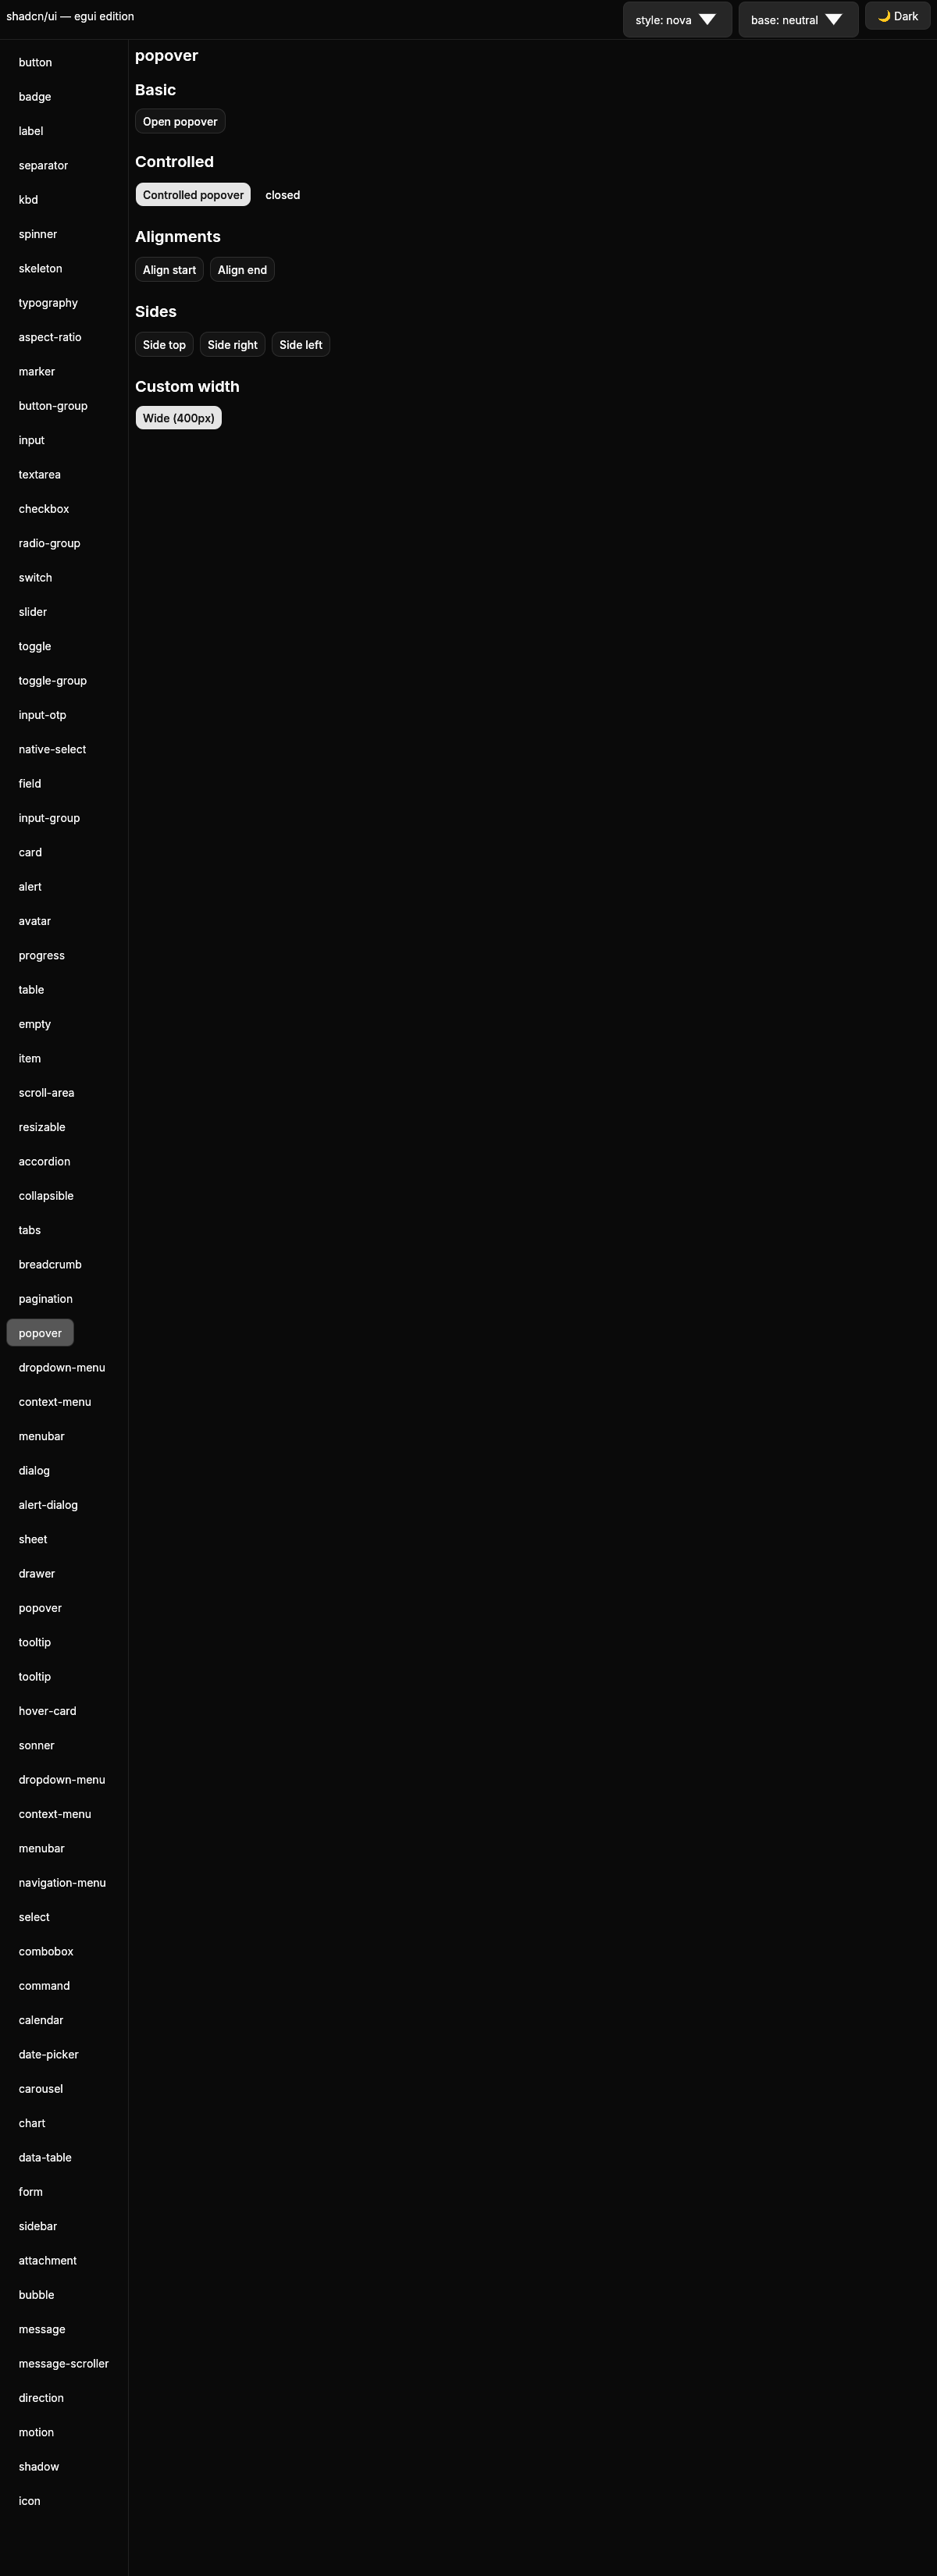 shadcn/ui — egui edition
style: nova
base: neutral
🌙 Dark
button
badge
label
separator
kbd
spinner
skeleton
typography
aspect-ratio
marker
button-group
input
textarea
checkbox
radio-group
switch
slider
toggle
toggle-group
input-otp
native-select
field
input-group
card
alert
avatar
progress
table
empty
item
scroll-area
resizable
accordion
collapsible
tabs
breadcrumb
pagination
popover
dropdown-menu
context-menu
menubar
dialog
alert-dialog
sheet
drawer
popover
tooltip
tooltip
hover-card
sonner
dropdown-menu
context-menu
menubar
navigation-menu
select
combobox
command
calendar
date-picker
carousel
chart
data-table
form
sidebar
attachment
bubble
message
message-scroller
direction
motion
shadow
icon
popover
Basic
Open popover
Controlled
Controlled popover closed
Alignments
Align start Align end
Sides
Side top Side right Side left
Custom width
Wide (400px)